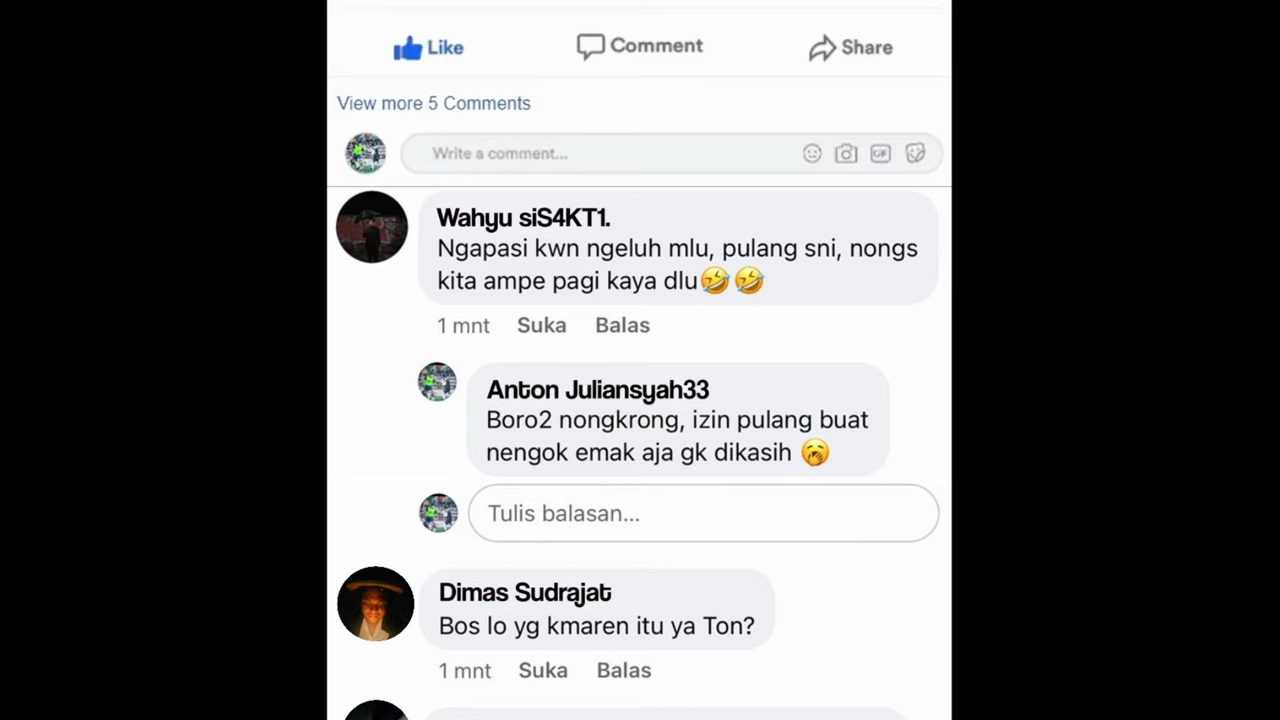 Like Comment Share
View more 5 Comments
Write a comment... GIF
Wahyu siS4KT1.
Ngapasi kwn ngeluh mlu, pulang sni, nongs
kita ampe pagi kaya dlu🤣🤣
1 mnt Suka Balas
Anton Juliansyah33
Boro2 nongkrong, izin pulang buat
nengok emak aja gk dikasih 🥱
Tulis balasan...
Dimas Sudrajat
Bos lo yg kmaren itu ya Ton?
1 mnt Suka Balas